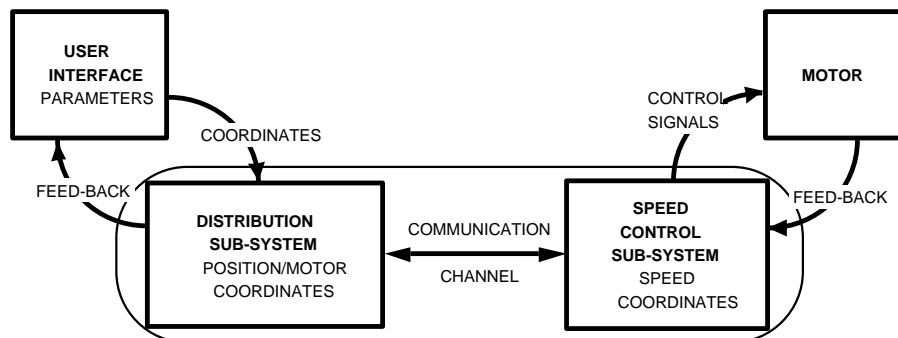 USER
INTERFACE
PARAMETERS
COORDINATES
FEED-BACK
DISTRIBUTION
SUB-SYSTEM
POSITION/MOTOR
COORDINATES
COMMUNICATION
CHANNEL
SPEED
CONTROL
SUB-SYSTEM
SPEED
COORDINATES
CONTROL
SIGNALS
MOTOR
FEED-BACK